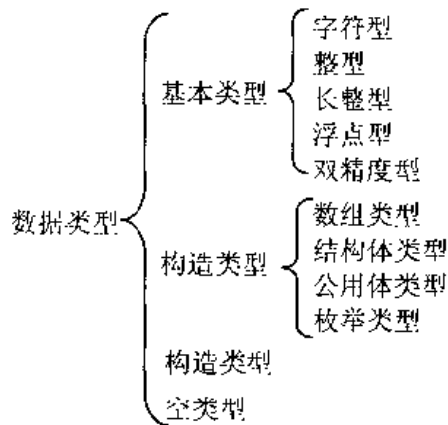 数据类型
基本类型
字符型
整型
长整型
浮点型
双精度型
构造类型
数组类型
结构体类型
公用体类型
枚举类型
构造类型
空类型